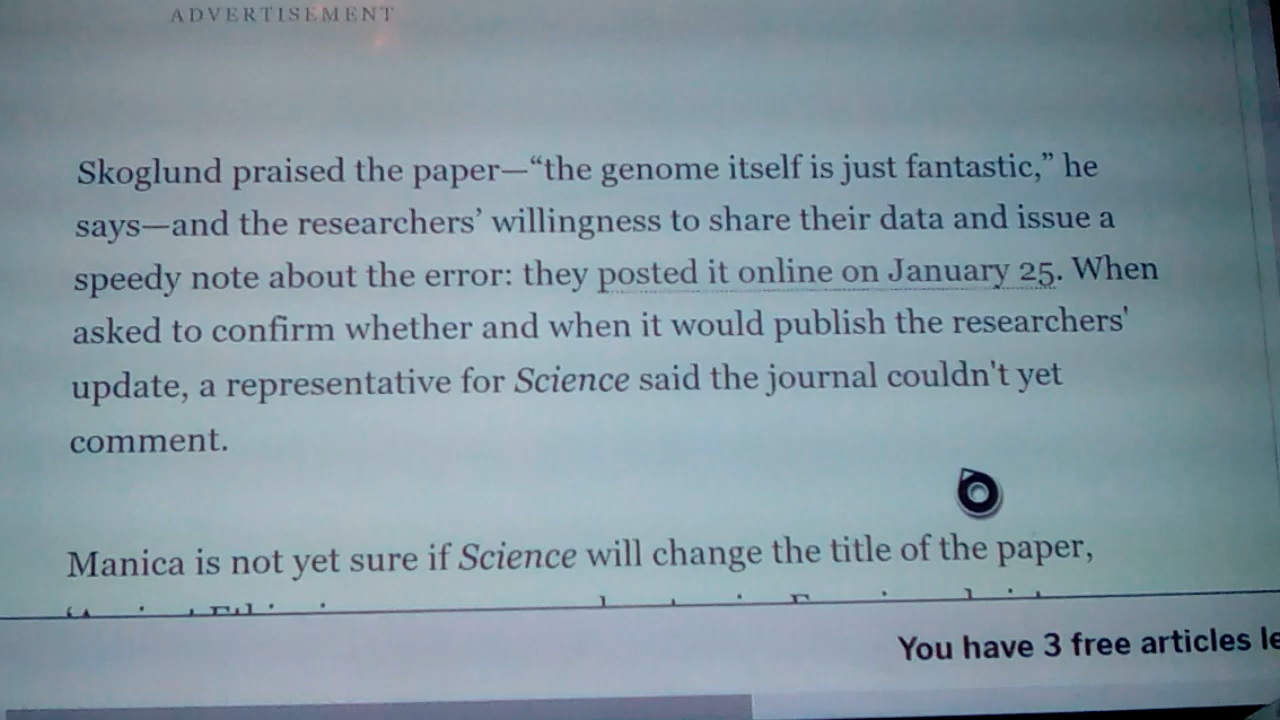 ADVERTISEMENT
Skoglund praised the paper—“the genome itself is just fantastic,” he
says—and the researchers’ willingness to share their data and issue a
speedy note about the error: they posted it online on January 25. When
asked to confirm whether and when it would publish the researchers'
update, a representative for Science said the journal couldn't yet
comment.
Manica is not yet sure if Science will change the title of the paper,
You have 3 free articles